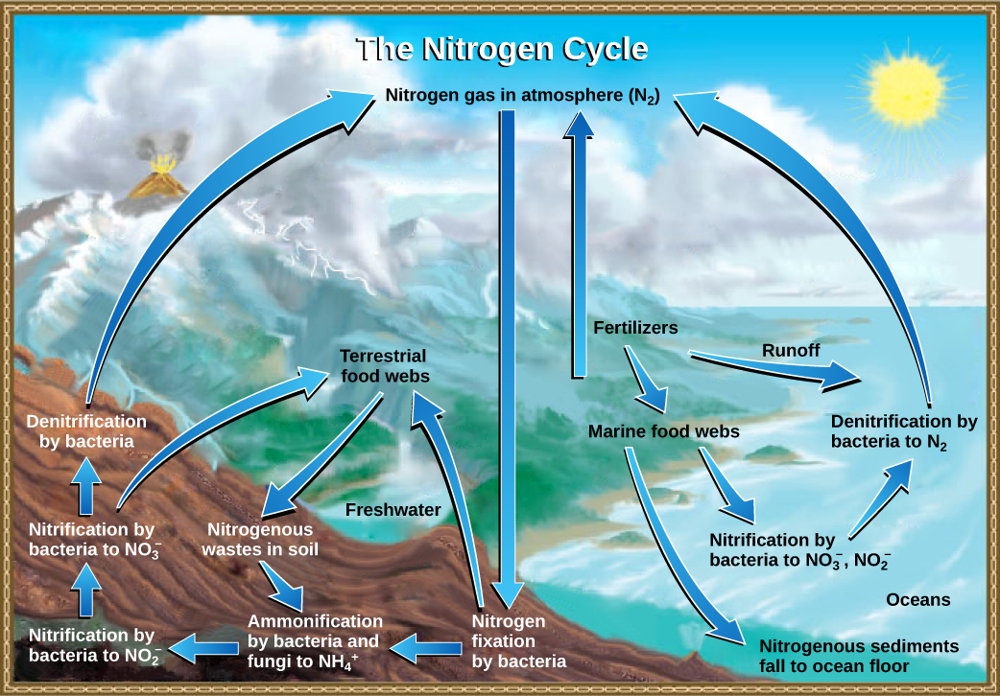 The Nitrogen Cycle
Nitrogen gas in atmosphere (N₂)
Fertilizers
Runoff
Terrestrial
food webs
Denitrification
by bacteria
Marine food webs
Denitrification by
bacteria to N₂
Freshwater
Nitrification by
bacteria to NO₃⁻
Nitrogenous
wastes in soil
Nitrification by
bacteria to NO₃⁻, NO₂⁻
Oceans
Nitrification by
bacteria to NO₂⁻
Ammonification
by bacteria and
fungi to NH₄⁺
Nitrogen
fixation
by bacteria
Nitrogenous sediments
fall to ocean floor